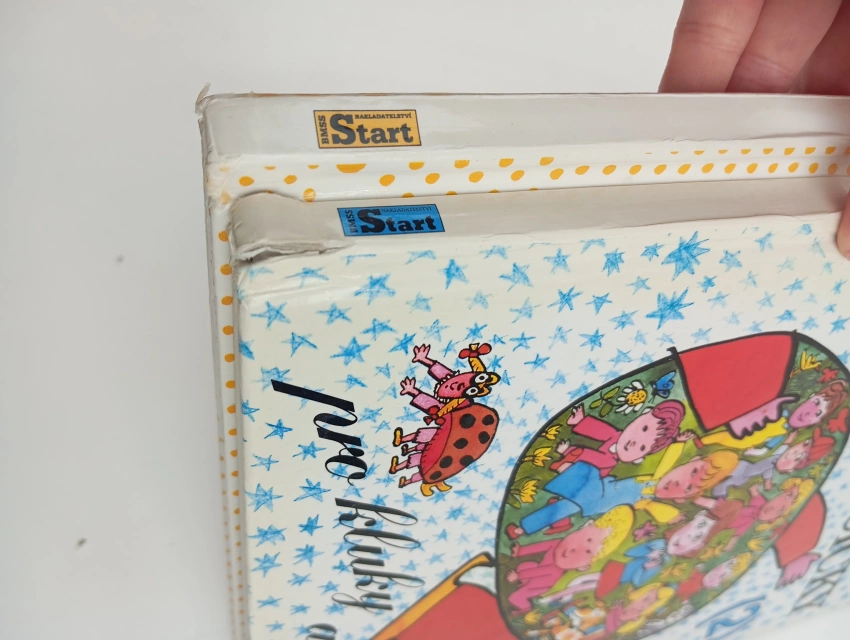 BMSS
NAKLADATELSTVÍ
Start
BMSS
NAKLADATELSTVÍ
Start
pro kluky a